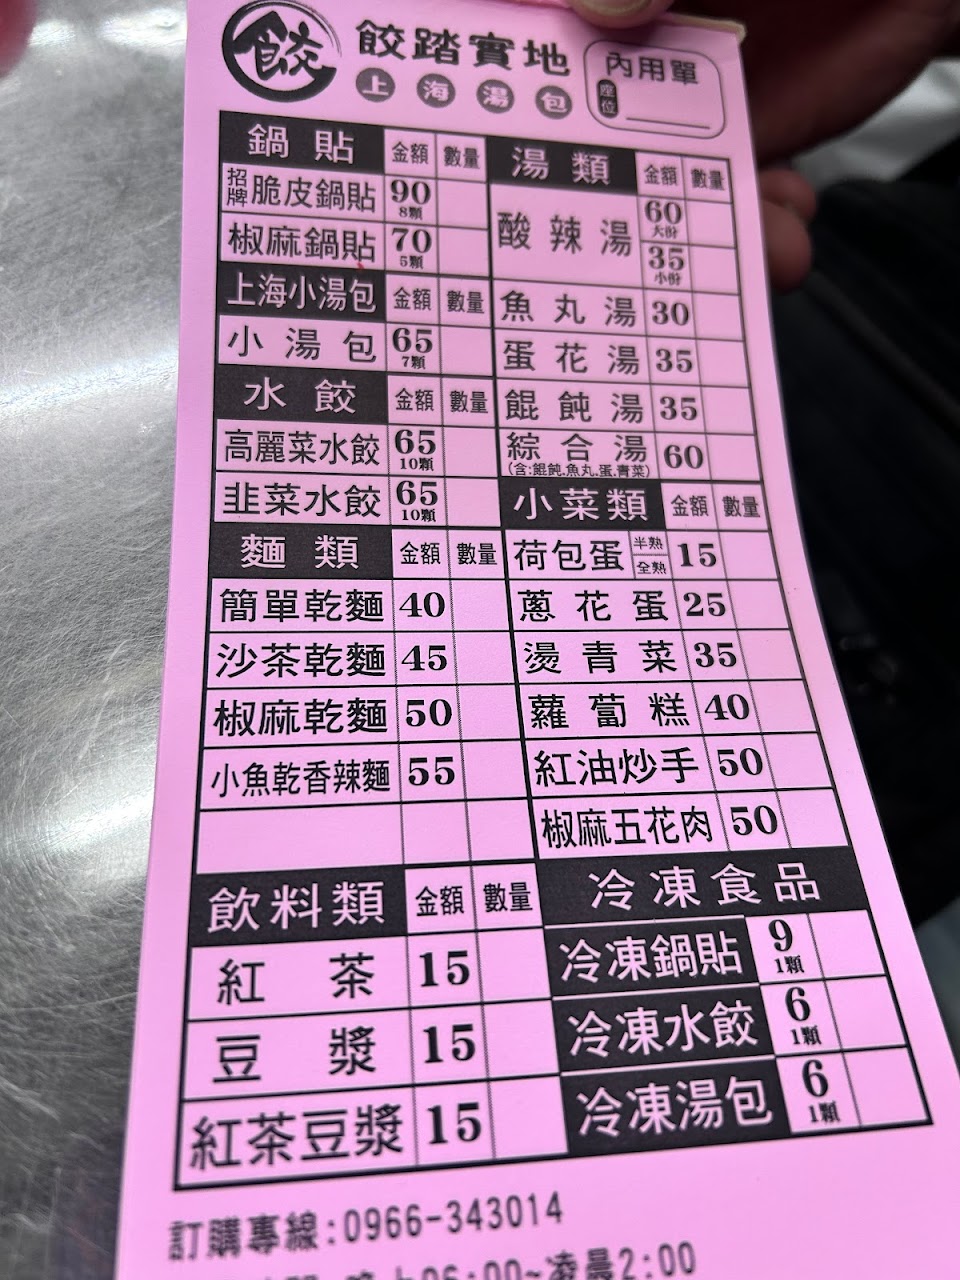 餃
餃踏實地
上海湯包
內用單
座位
鍋貼 金額 數量
招牌 脆皮鍋貼 90 8顆
椒麻鍋貼 70 5顆
上海小湯包 金額 數量
小湯包 65 7顆
水餃 金額 數量
高麗菜水餃 65 10顆
韭菜水餃 65 10顆
麵類 金額 數量
簡單乾麵 40
沙茶乾麵 45
椒麻乾麵 50
小魚乾香辣麵 55
飲料類 金額 數量
紅茶 15
豆漿 15
紅茶豆漿 15
湯類 金額 數量
酸辣湯 60 大份
35 小份
魚丸湯 30
蛋花湯 35
餛飩湯 35
綜合湯 60
(含:餛飩.魚丸.蛋.青菜)
小菜類 金額 數量
荷包蛋 半熟 全熟 15
蔥花蛋 25
燙青菜 35
蘿蔔糕 40
紅油炒手 50
椒麻五花肉 50
冷凍食品
冷凍鍋貼 9 1顆
冷凍水餃 6 1顆
冷凍湯包 6 1顆
訂購專線:0966-343014
06:00~凌晨2:00